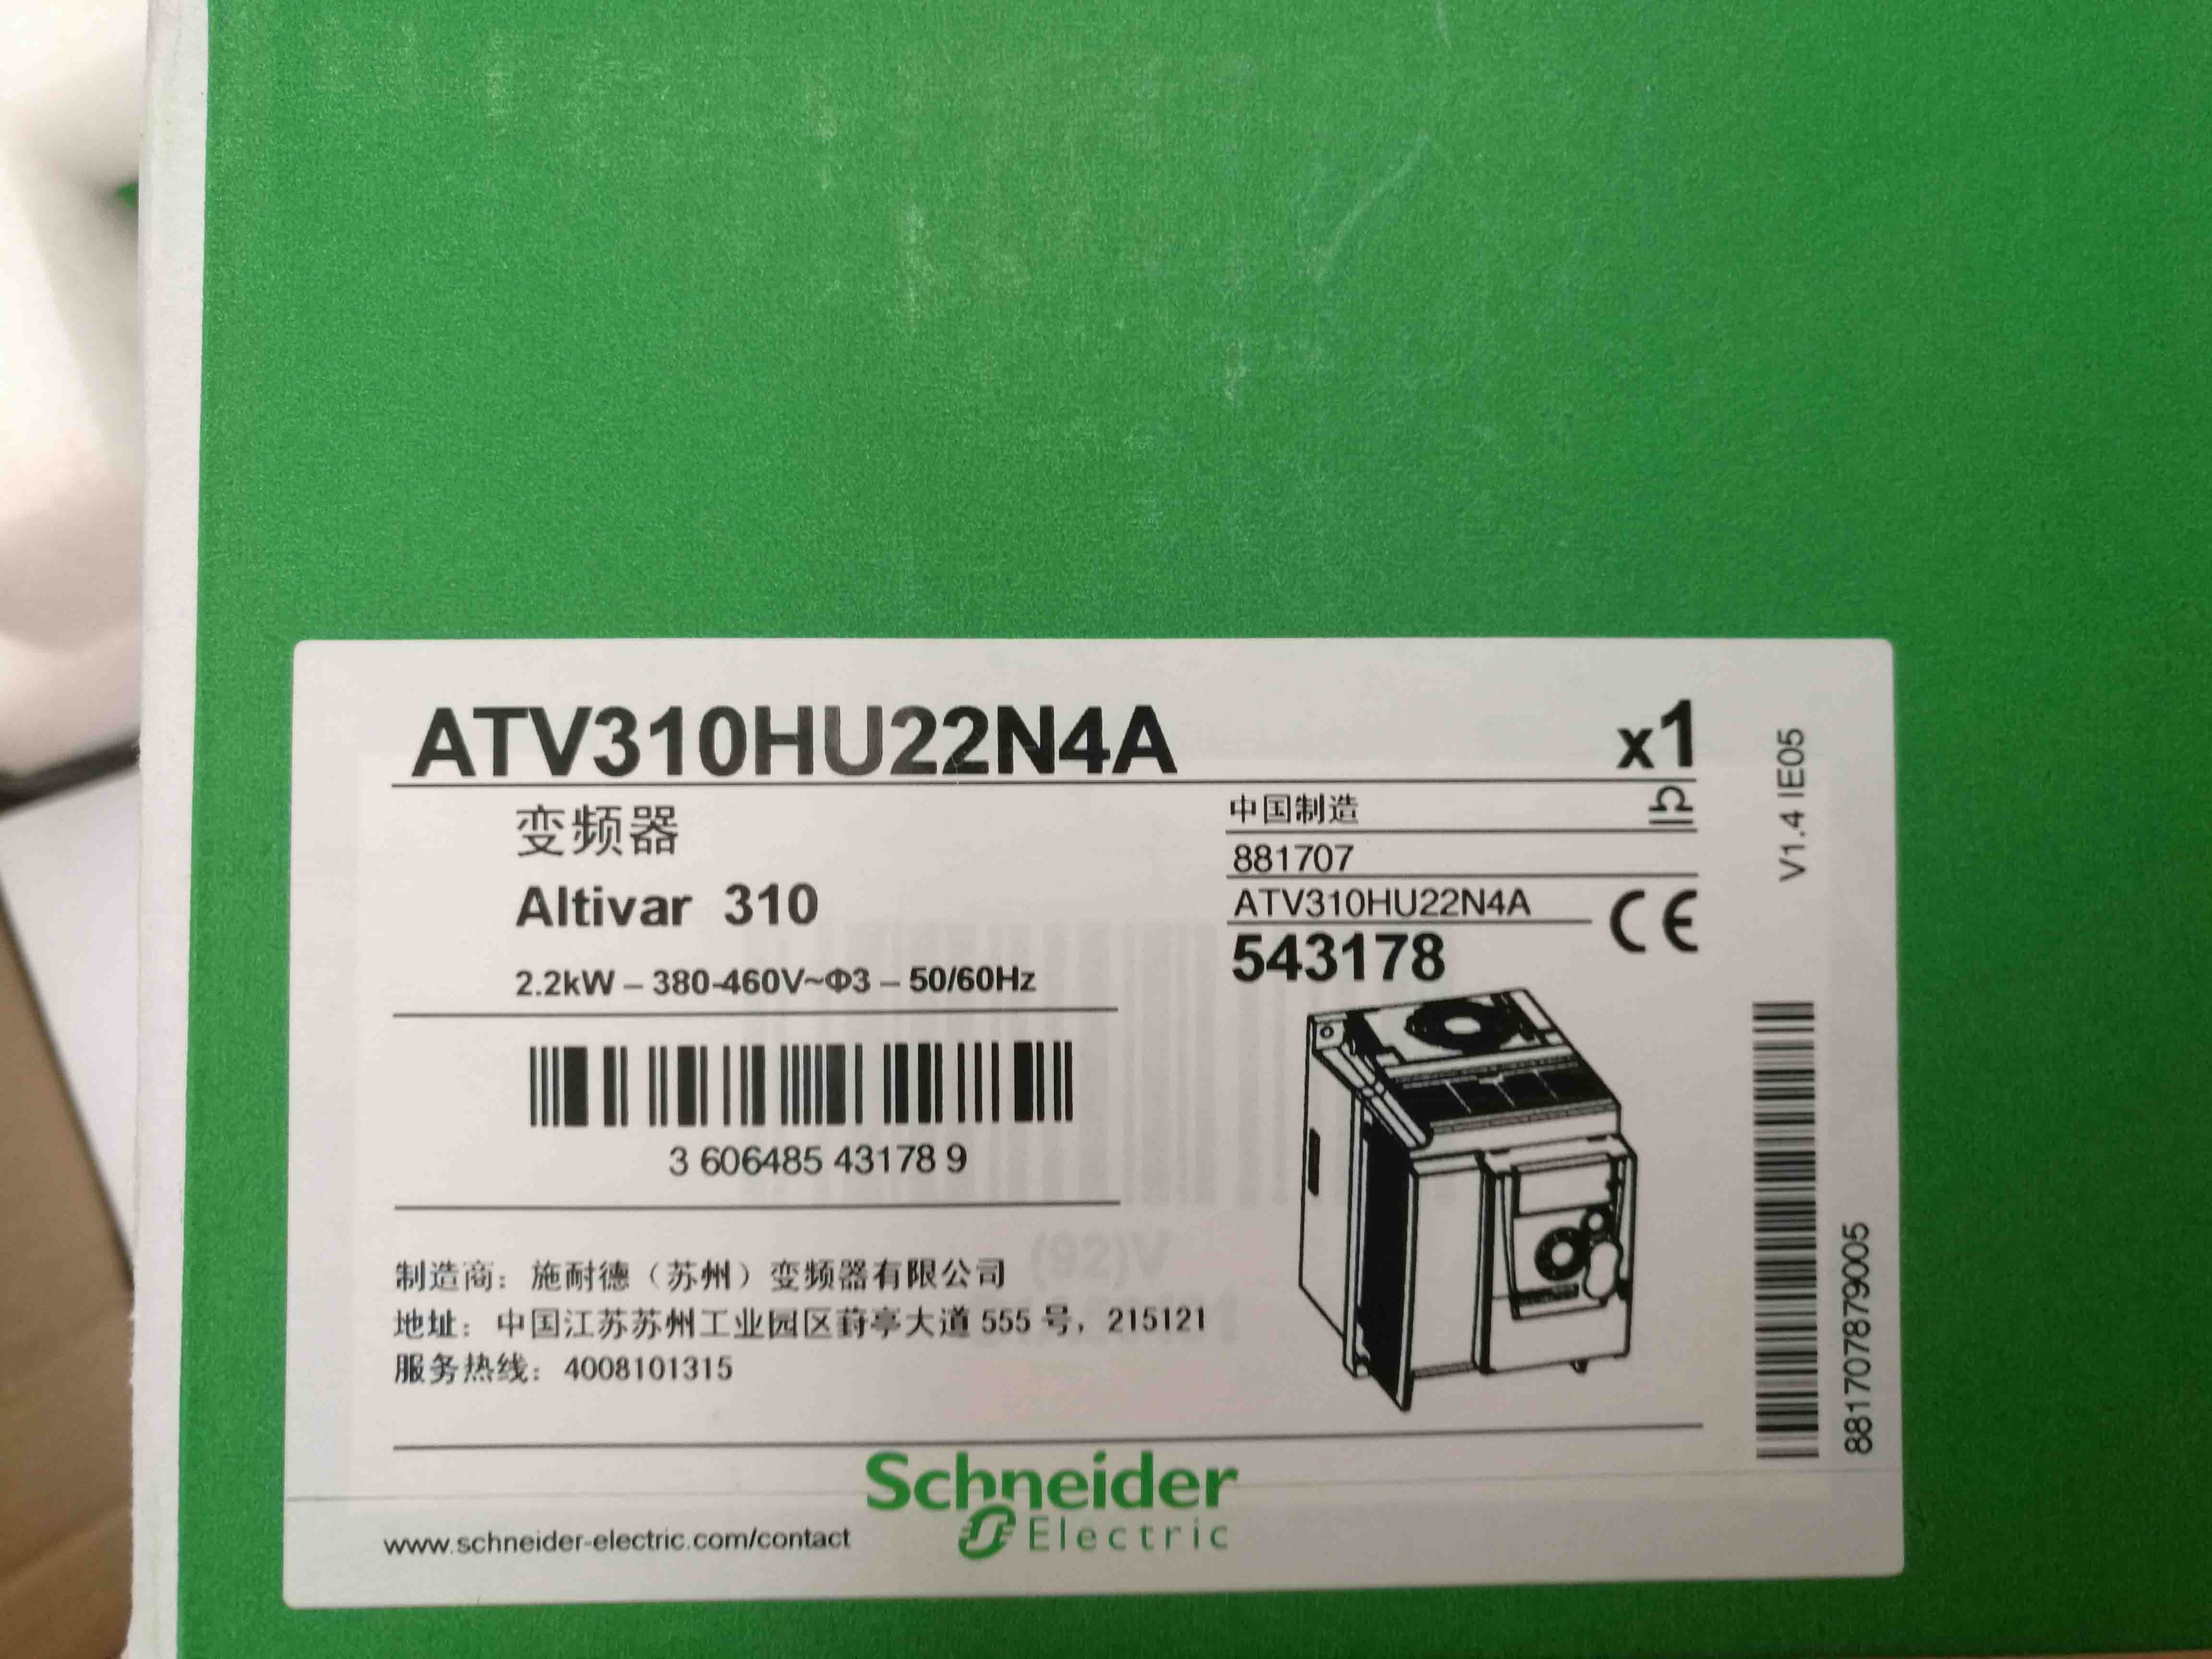 ATV310HU22N4A x1
变频器
Altivar 310
2.2kW – 380-460V~Φ3 – 50/60Hz
3 606485 43178 9
中国制造
881707
ATV310HU22N4A
CE
543178
制造商：施耐德（苏州）变频器有限公司
地址：中国江苏苏州工业园区葑亭大道 555 号，215121
服务热线：4008101315
www.schneider-electric.com/contact
Schneider
Electric
V1.4 IE05
881707879005
(92)V